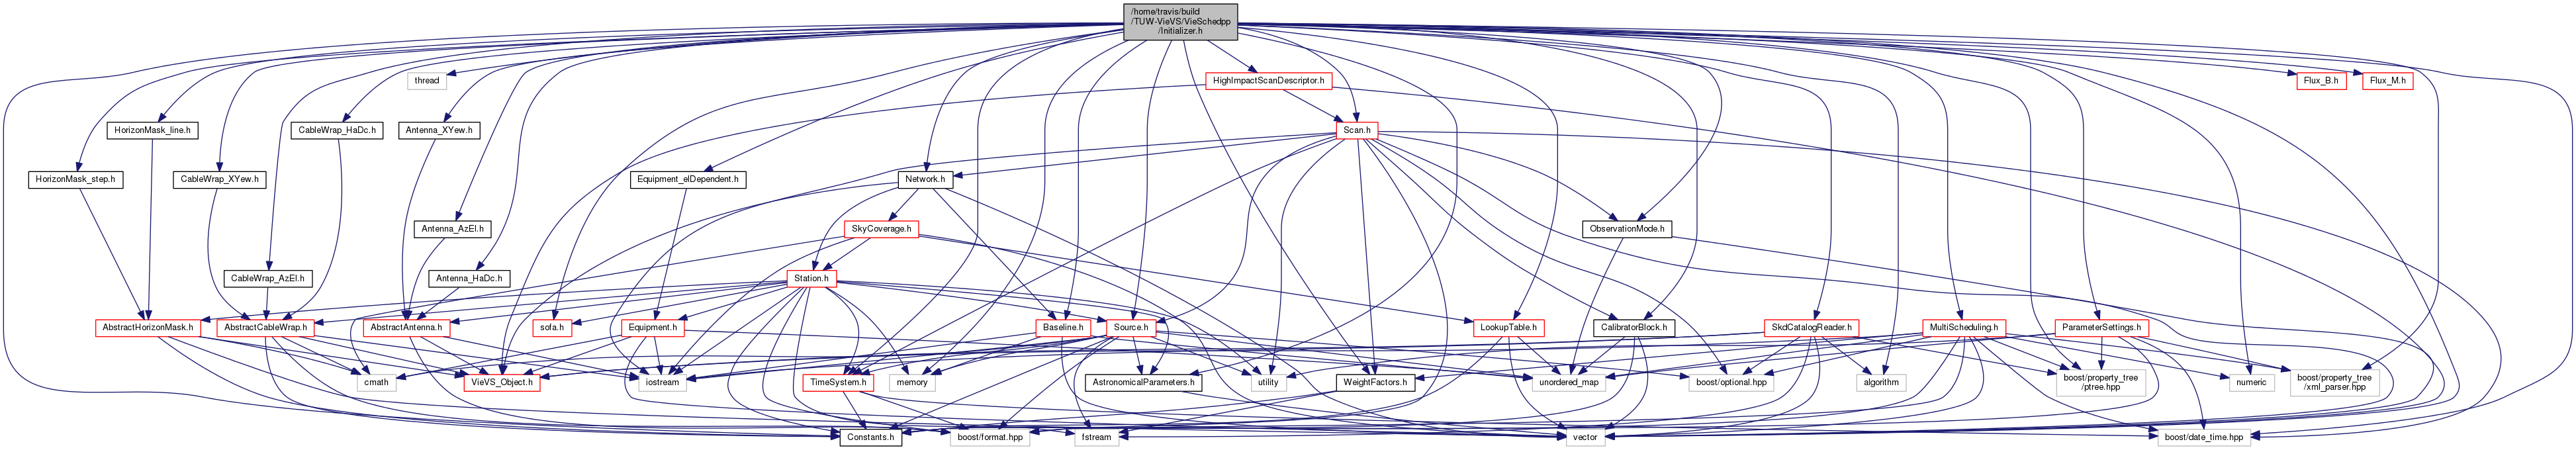 /home/travis/build
/TUW-VieVS/VieSchedpp
/Initializer.h
thread
HighImpactScanDescriptor.h
Flux_B.h
Flux_M.h
HorizonMask_line.h
CableWrap_HaDc.h
Antenna_XYew.h
Scan.h
HorizonMask_step.h
CableWrap_XYew.h
Equipment_elDependent.h
Network.h
Antenna_AzEl.h
SkyCoverage.h
ObservationMode.h
CableWrap_AzEl.h
Antenna_HaDc.h
Station.h
AbstractHorizonMask.h
AbstractCableWrap.h
AbstractAntenna.h
sofa.h
Equipment.h
Baseline.h
Source.h
LookupTable.h
CalibratorBlock.h
SkdCatalogReader.h
MultiScheduling.h
ParameterSettings.h
cmath
VieVS_Object.h
iostream
TimeSystem.h
memory
AstronomicalParameters.h
utility
WeightFactors.h
unordered_map
boost/optional.hpp
algorithm
boost/property_tree
/ptree.hpp
numeric
boost/property_tree
/xml_parser.hpp
Constants.h
boost/format.hpp
fstream
vector
boost/date_time.hpp